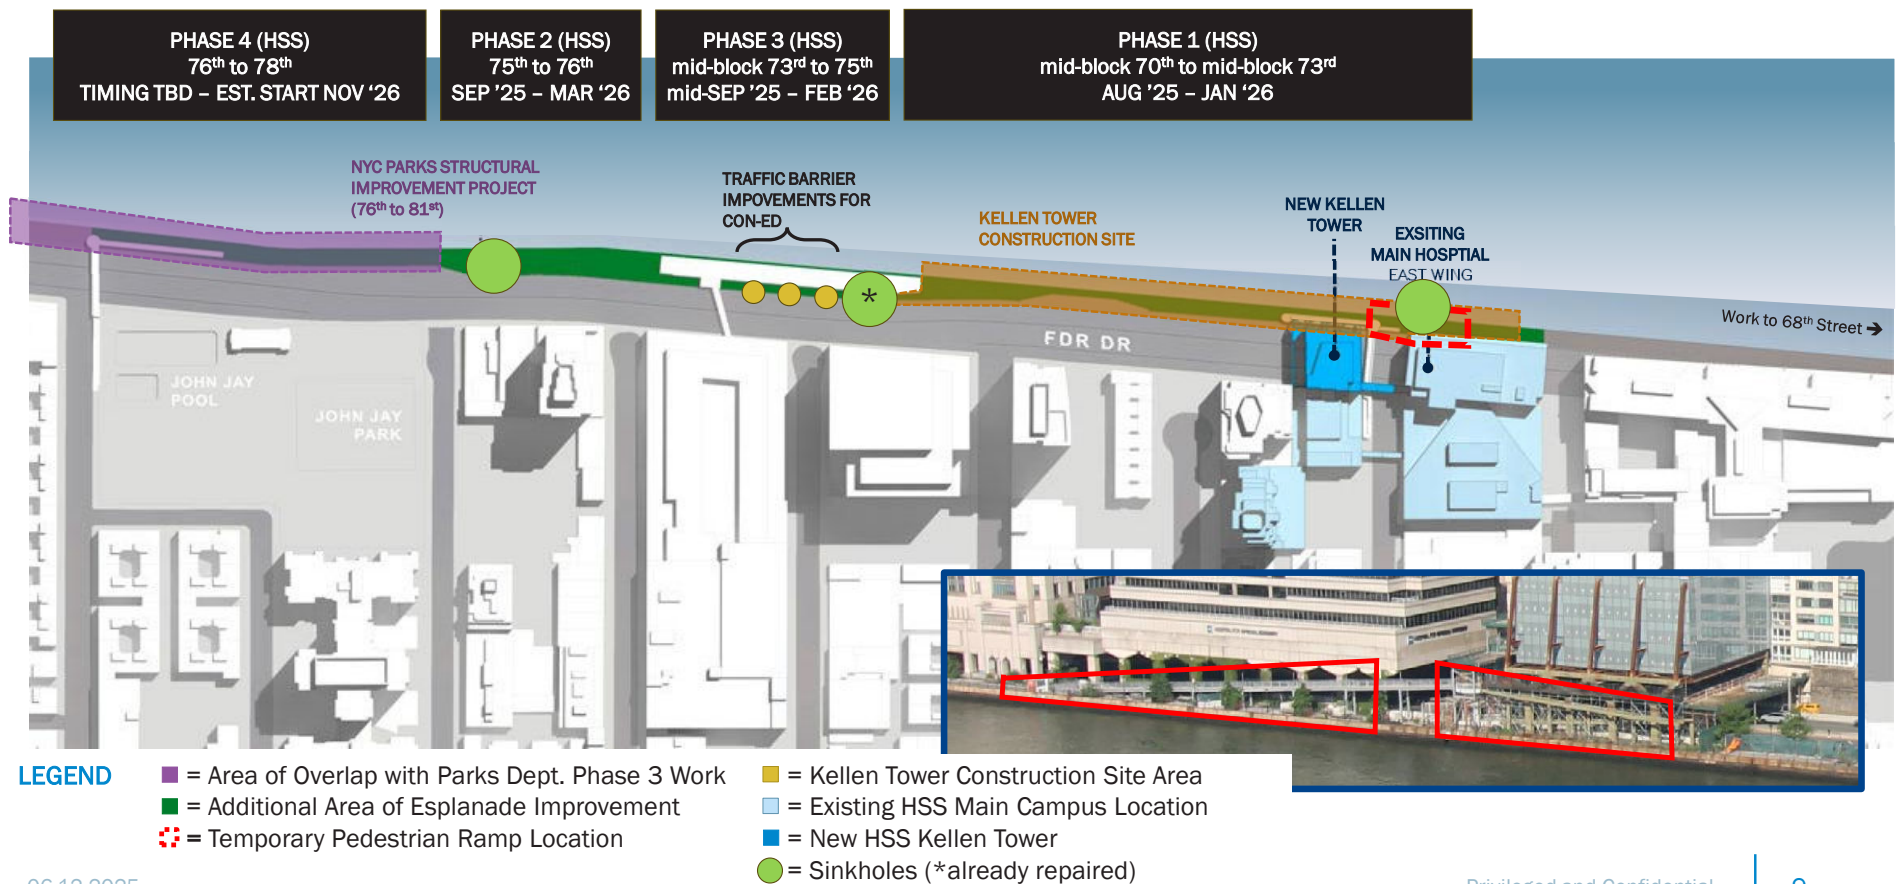 PHASE 4 (HSS)
76th to 78th
TIMING TBD – EST. START NOV ‘26
PHASE 2 (HSS)
75th to 76th
SEP ’25 – MAR ‘26
PHASE 3 (HSS)
mid-block 73rd to 75th
mid-SEP ’25 – FEB ‘26
PHASE 1 (HSS)
mid-block 70th to mid-block 73rd
AUG ’25 – JAN ‘26
NYC PARKS STRUCTURAL
IMPROVEMENT PROJECT
(76th to 81st)
TRAFFIC BARRIER
IMPOVEMENTS FOR
CON-ED
KELLEN TOWER
CONSTRUCTION SITE
NEW KELLEN
TOWER
EXSITING
MAIN HOSPTIAL
EAST WING
*
Work to 68th Street ➔
FDR DR
JOHN JAY
POOL
JOHN JAY
PARK
LEGEND
= Area of Overlap with Parks Dept. Phase 3 Work
= Additional Area of Esplanade Improvement
= Temporary Pedestrian Ramp Location
= Kellen Tower Construction Site Area
= Existing HSS Main Campus Location
= New HSS Kellen Tower
= Sinkholes (*already repaired)
06.12.2025
Privileged and Confidential